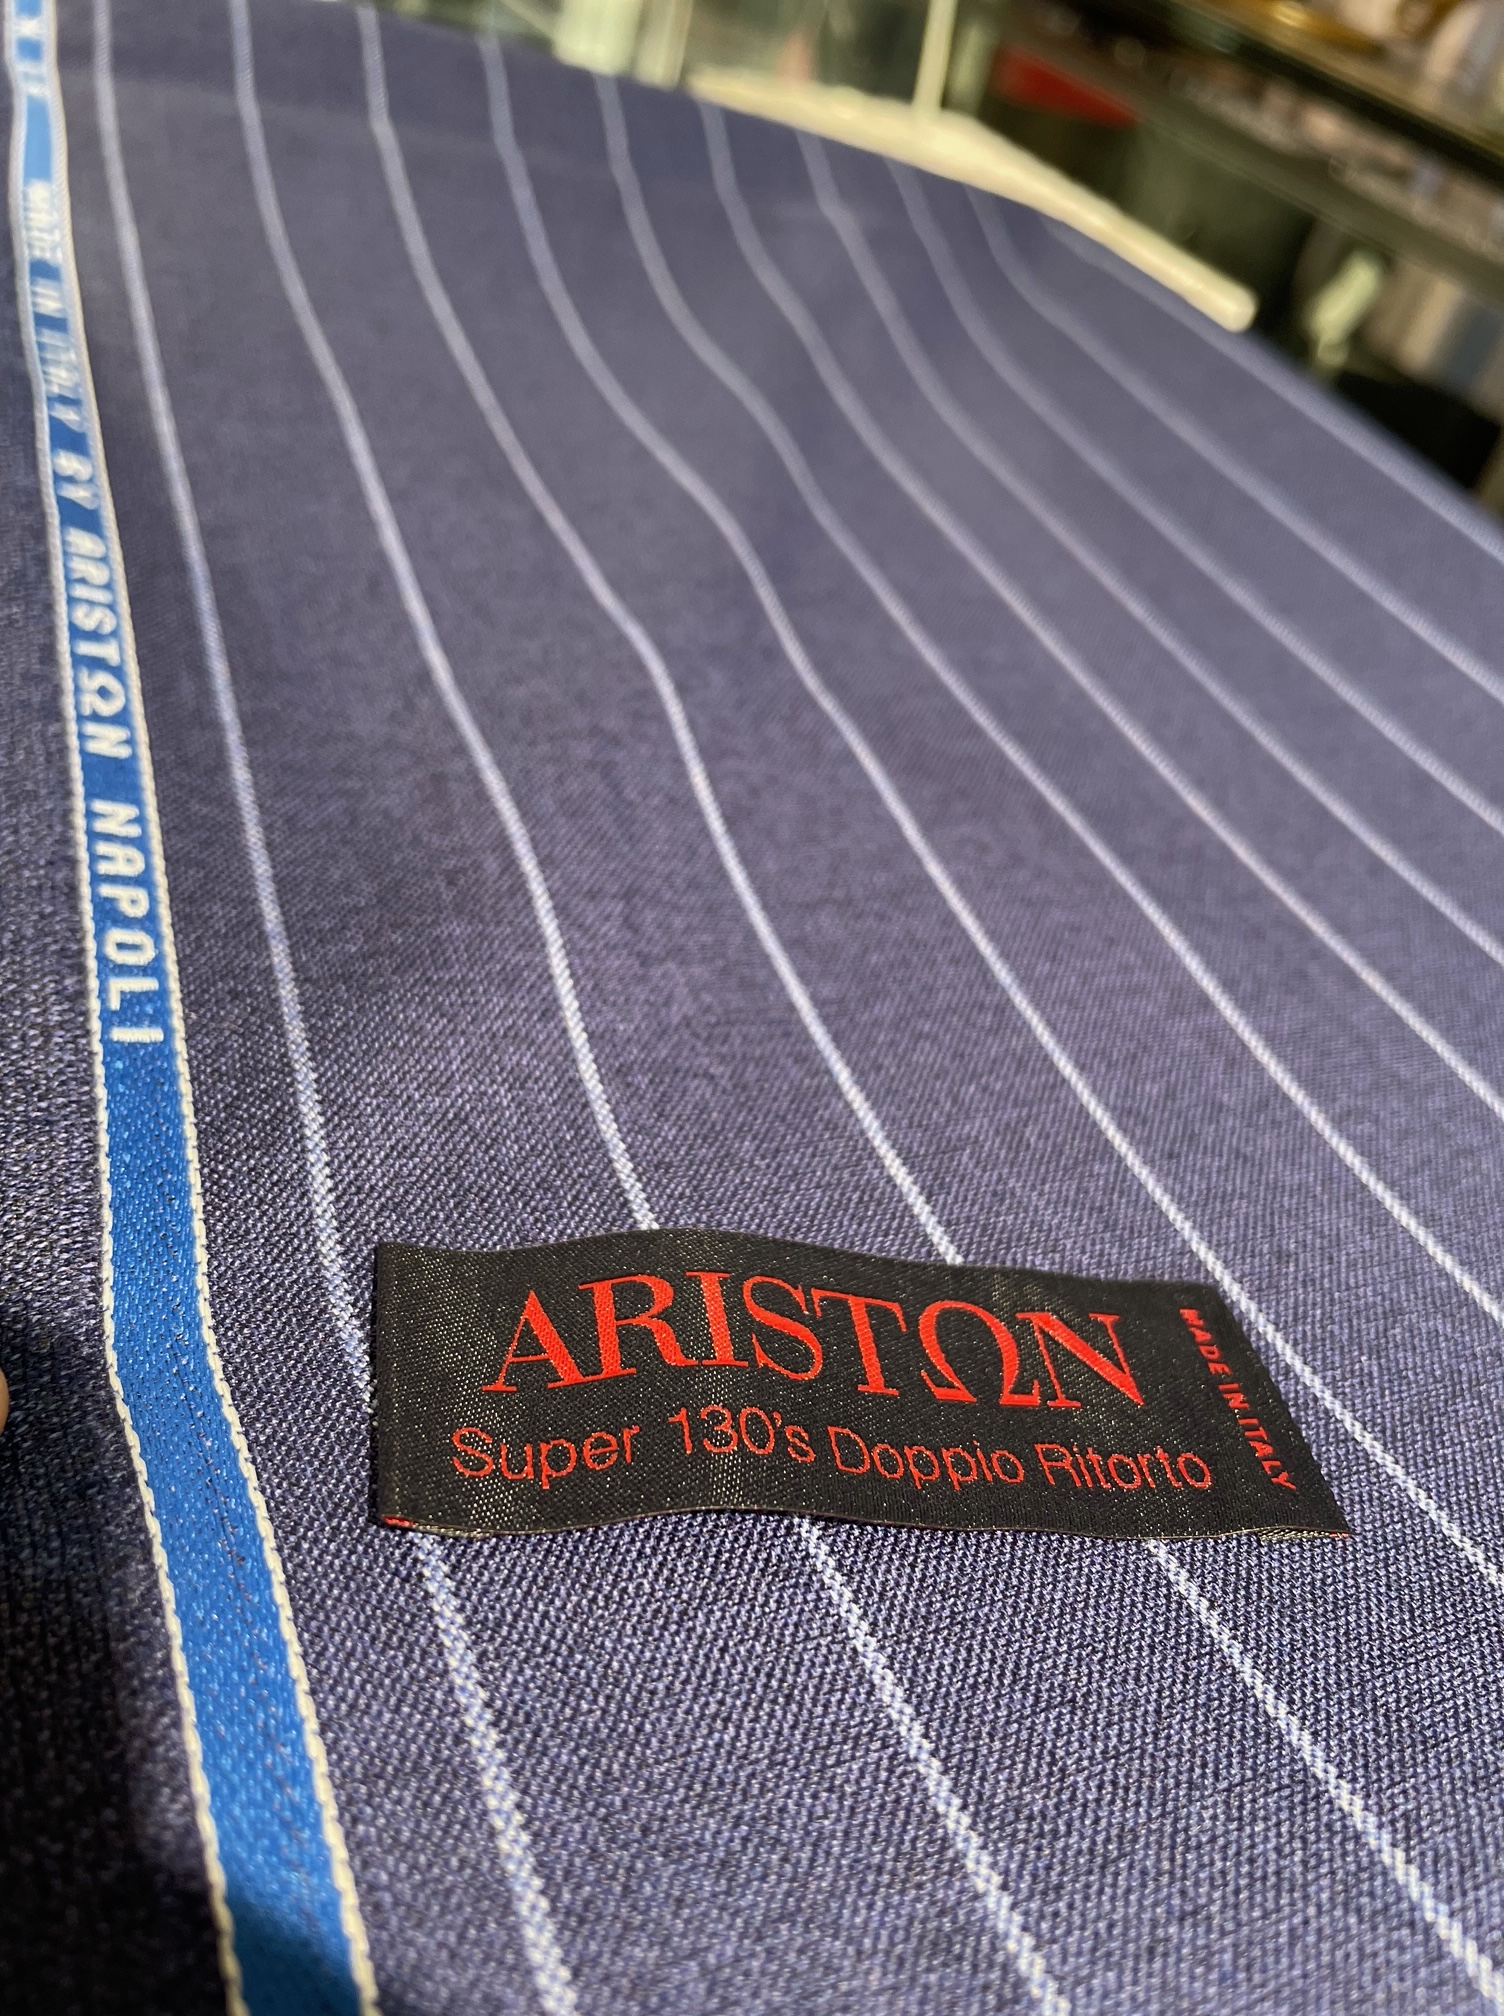 MADE IN ITALY BY ARISTΩN NAPOLI
ARISTΩN
Super 130's Doppio Ritorto
MADE IN ITALY